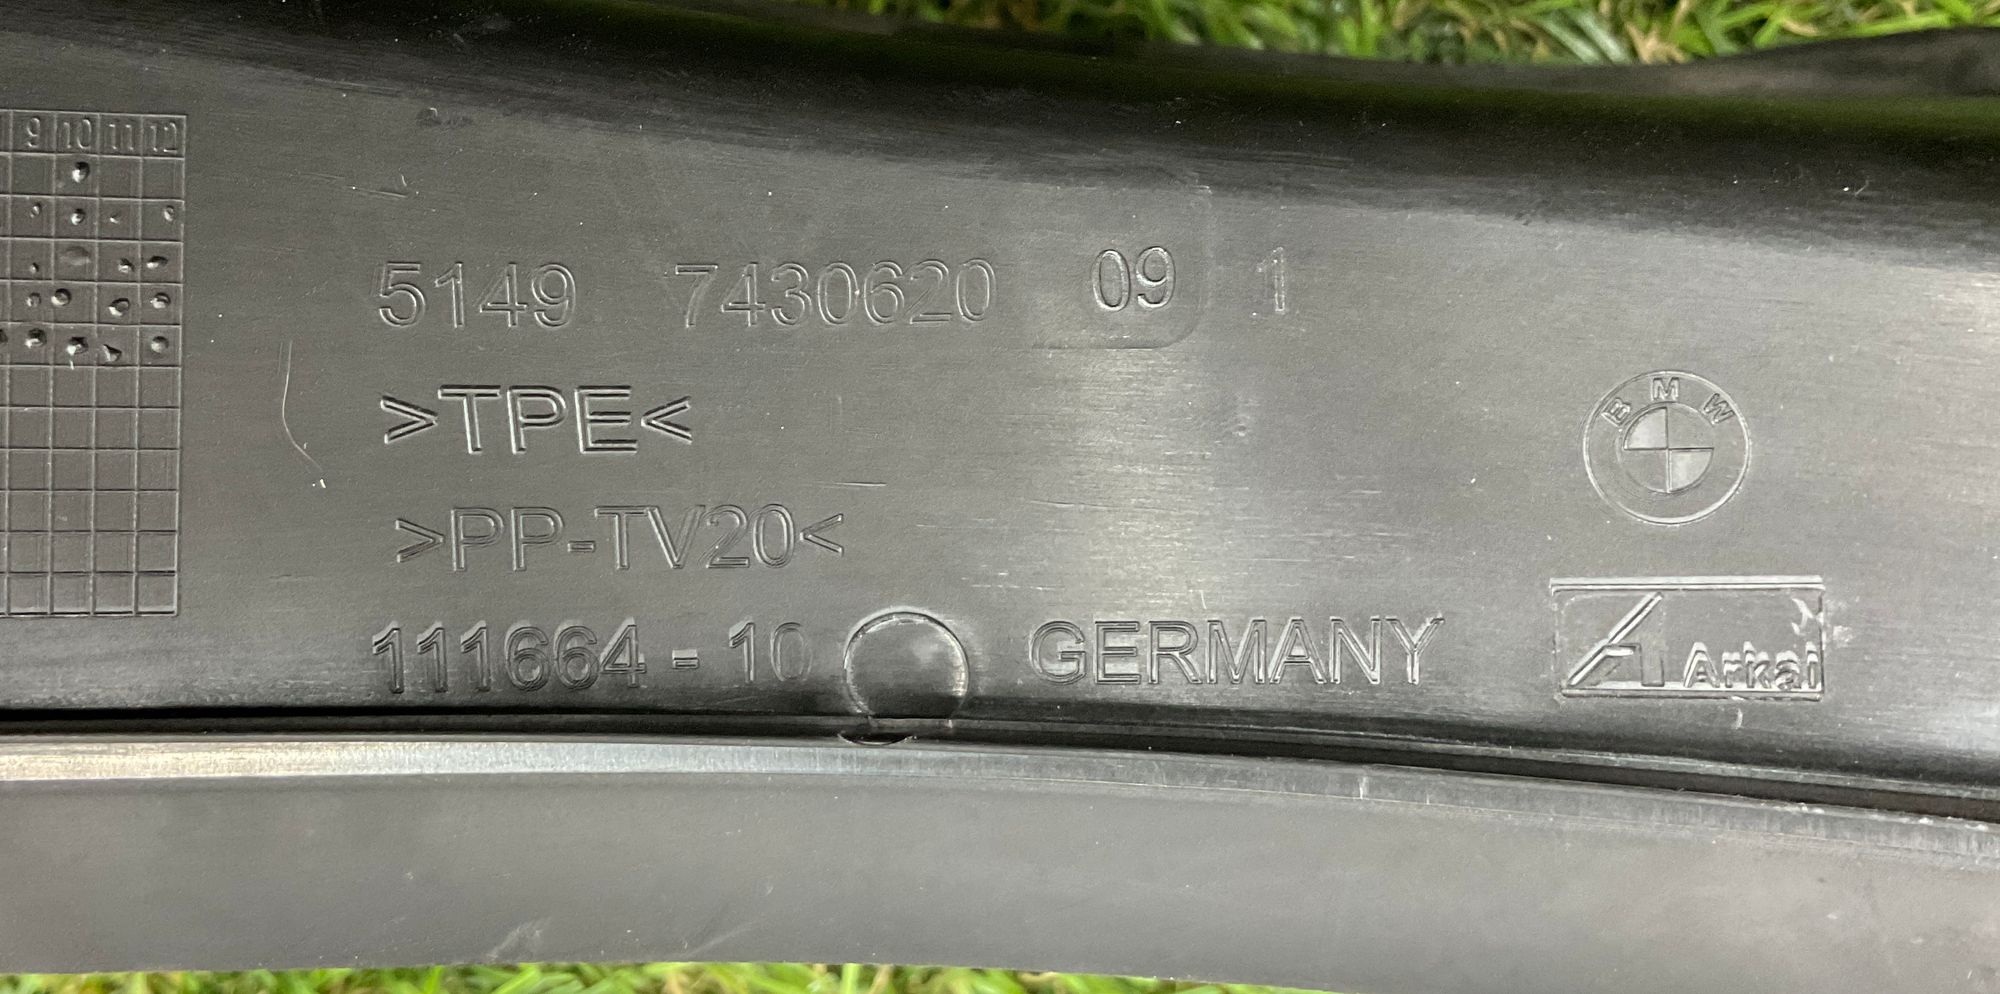 9 10 11 12
5149 7430620 09 1
>TPE<
>PP-TV20<
111664-10 GERMANY
BMW
Arkal